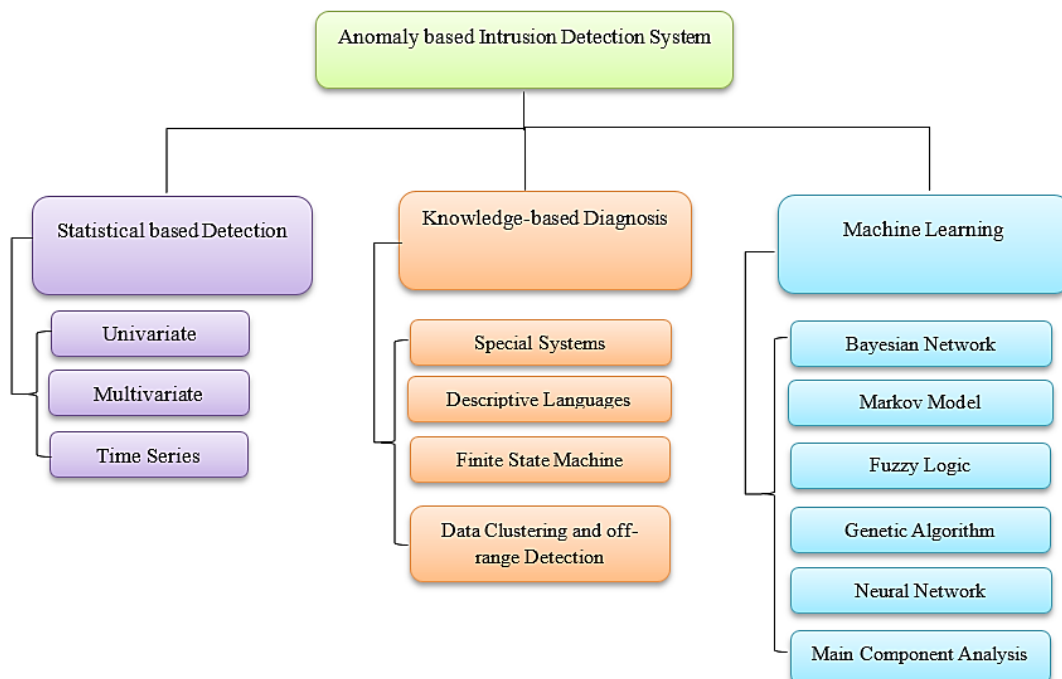 Anomaly based Intrusion Detection System
Statistical based Detection
Univariate
Multivariate
Time Series
Knowledge-based Diagnosis
Special Systems
Descriptive Languages
Finite State Machine
Data Clustering and off-
range Detection
Machine Learning
Bayesian Network
Markov Model
Fuzzy Logic
Genetic Algorithm
Neural Network
Main Component Analysis